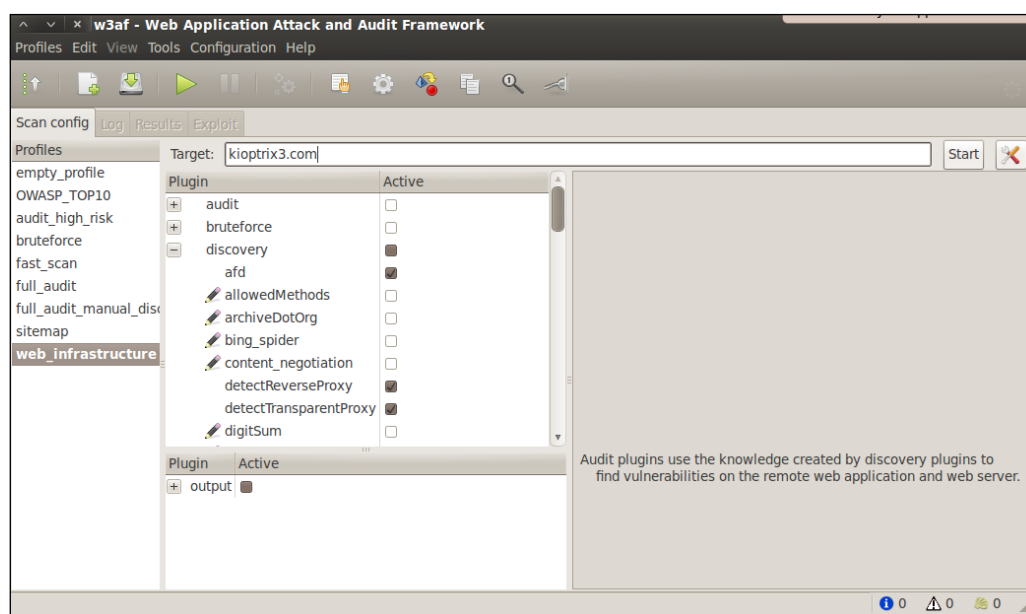 w3af - Web Application Attack and Audit Framework
Profiles Edit View Tools Configuration Help
Scan config Log Results Exploit
Profiles
empty_profile
OWASP_TOP10
audit_high_risk
bruteforce
fast_scan
full_audit
full_audit_manual_disc
sitemap
web_infrastructure
Target: kioptrix3.com Start
Plugin Active
audit
bruteforce
discovery
afd
allowedMethods
archiveDotOrg
bing_spider
content_negotiation
detectReverseProxy
detectTransparentProxy
digitSum
Plugin Active
output
Audit plugins use the knowledge created by discovery plugins to
find vulnerabilities on the remote web application and web server.
0 0 0